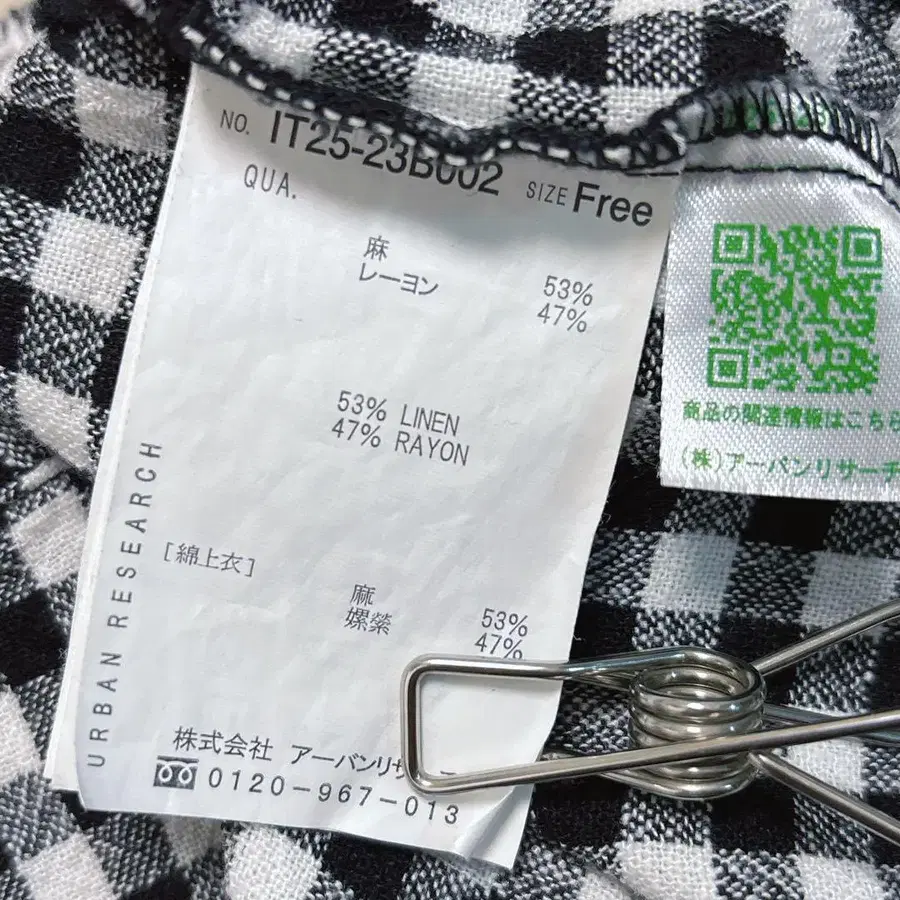 NO. IT25-23B002 SIZE Free
QUA.
麻 53%
レーヨン 47%
53% LINEN
47% RAYON
[綿上衣]
麻 53%
嫘縈 47%
URBAN RESEARCH
株式会社 アーバンリサ
0120-967-013
商品の関連情報はこちら
(株)アーバンリサーチ